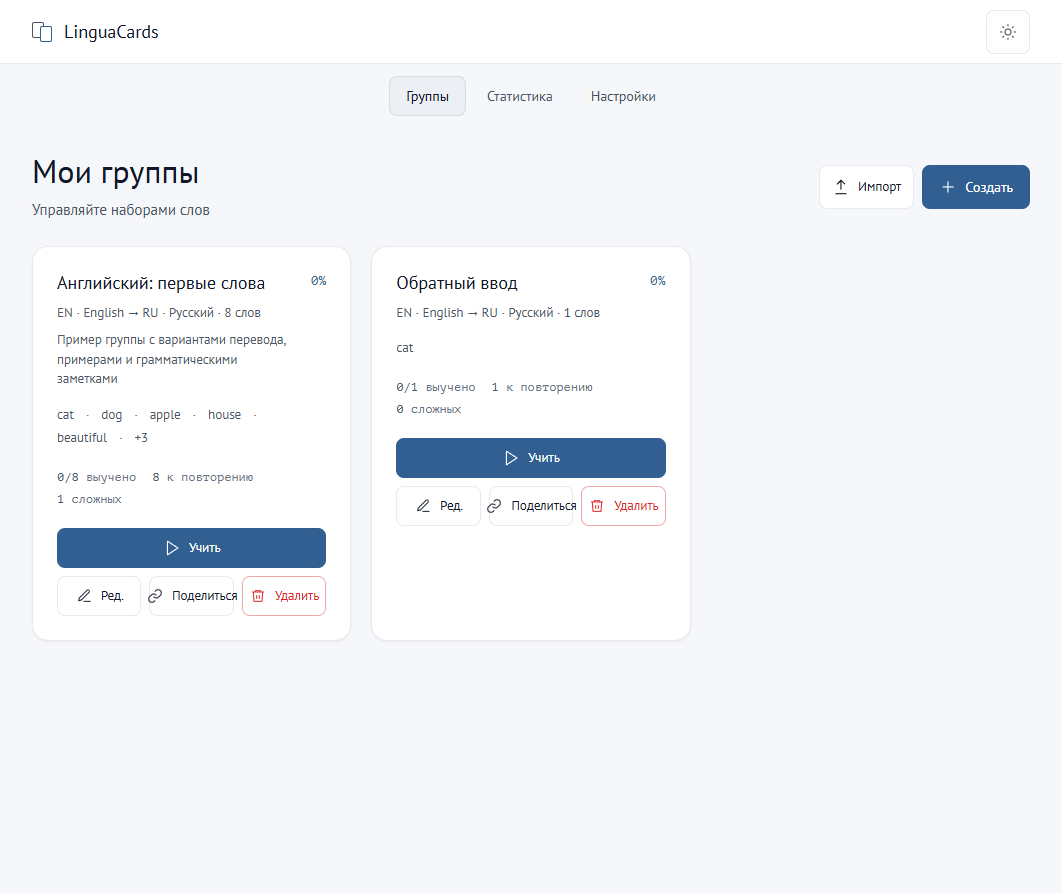 LinguaCards
Группы
Статистика
Настройки
Мои группы
Управляйте наборами слов
Импорт
Создать
Английский: первые слова
0%
EN · English → RU · Русский · 8 слов
Пример группы с вариантами перевода,
примерами и грамматическими
заметками
cat · dog · apple · house ·
beautiful · +3
0/8 выучено 8 к повторению
1 сложных
Учить
Ред.
Поделиться
Удалить
Обратный ввод
0%
EN · English → RU · Русский · 1 слов
cat
0/1 выучено 1 к повторению
0 сложных
Учить
Ред.
Поделиться
Удалить